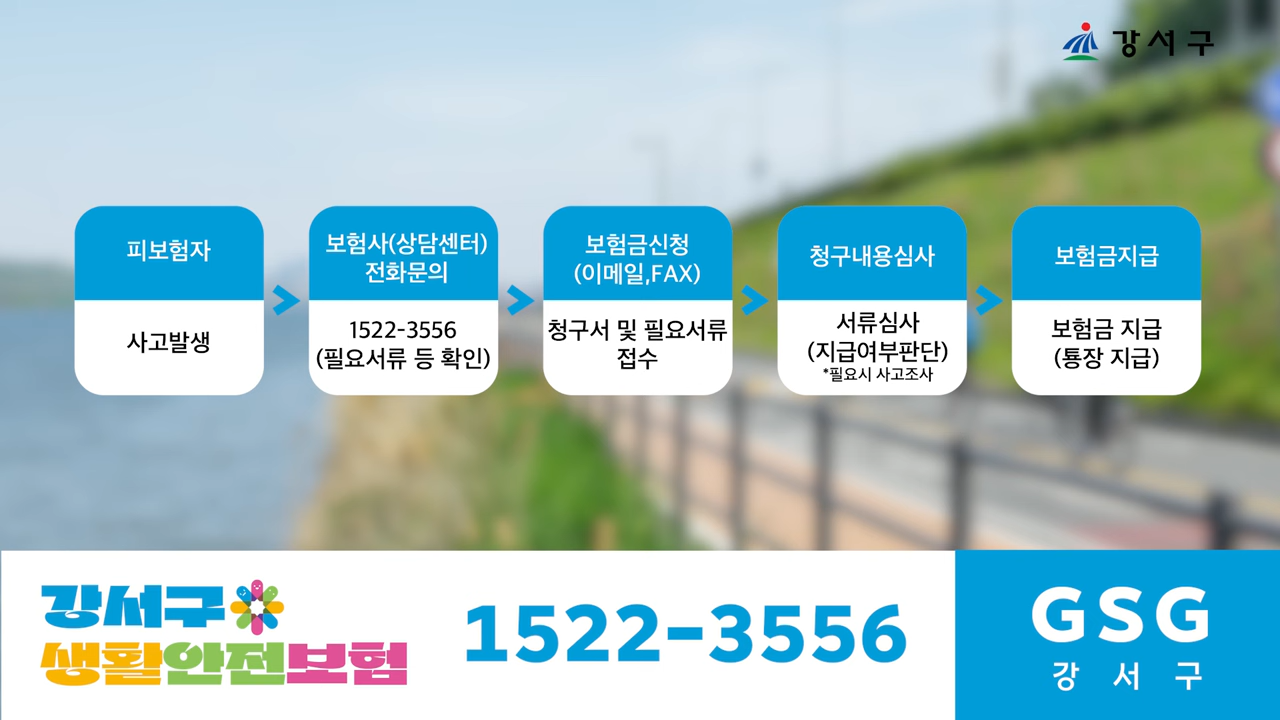 강서구
피보험자
사고발생
보험사(상담센터)
전화문의
1522-3556
(필요서류 등 확인)
보험금신청
(이메일,FAX)
청구서 및 필요서류
접수
청구내용심사
서류심사
(지급여부판단)
*필요시 사고조사
보험금지급
보험금 지급
(통장 지급)
강서구
생활안전보험
1522-3556
GSG
강서구